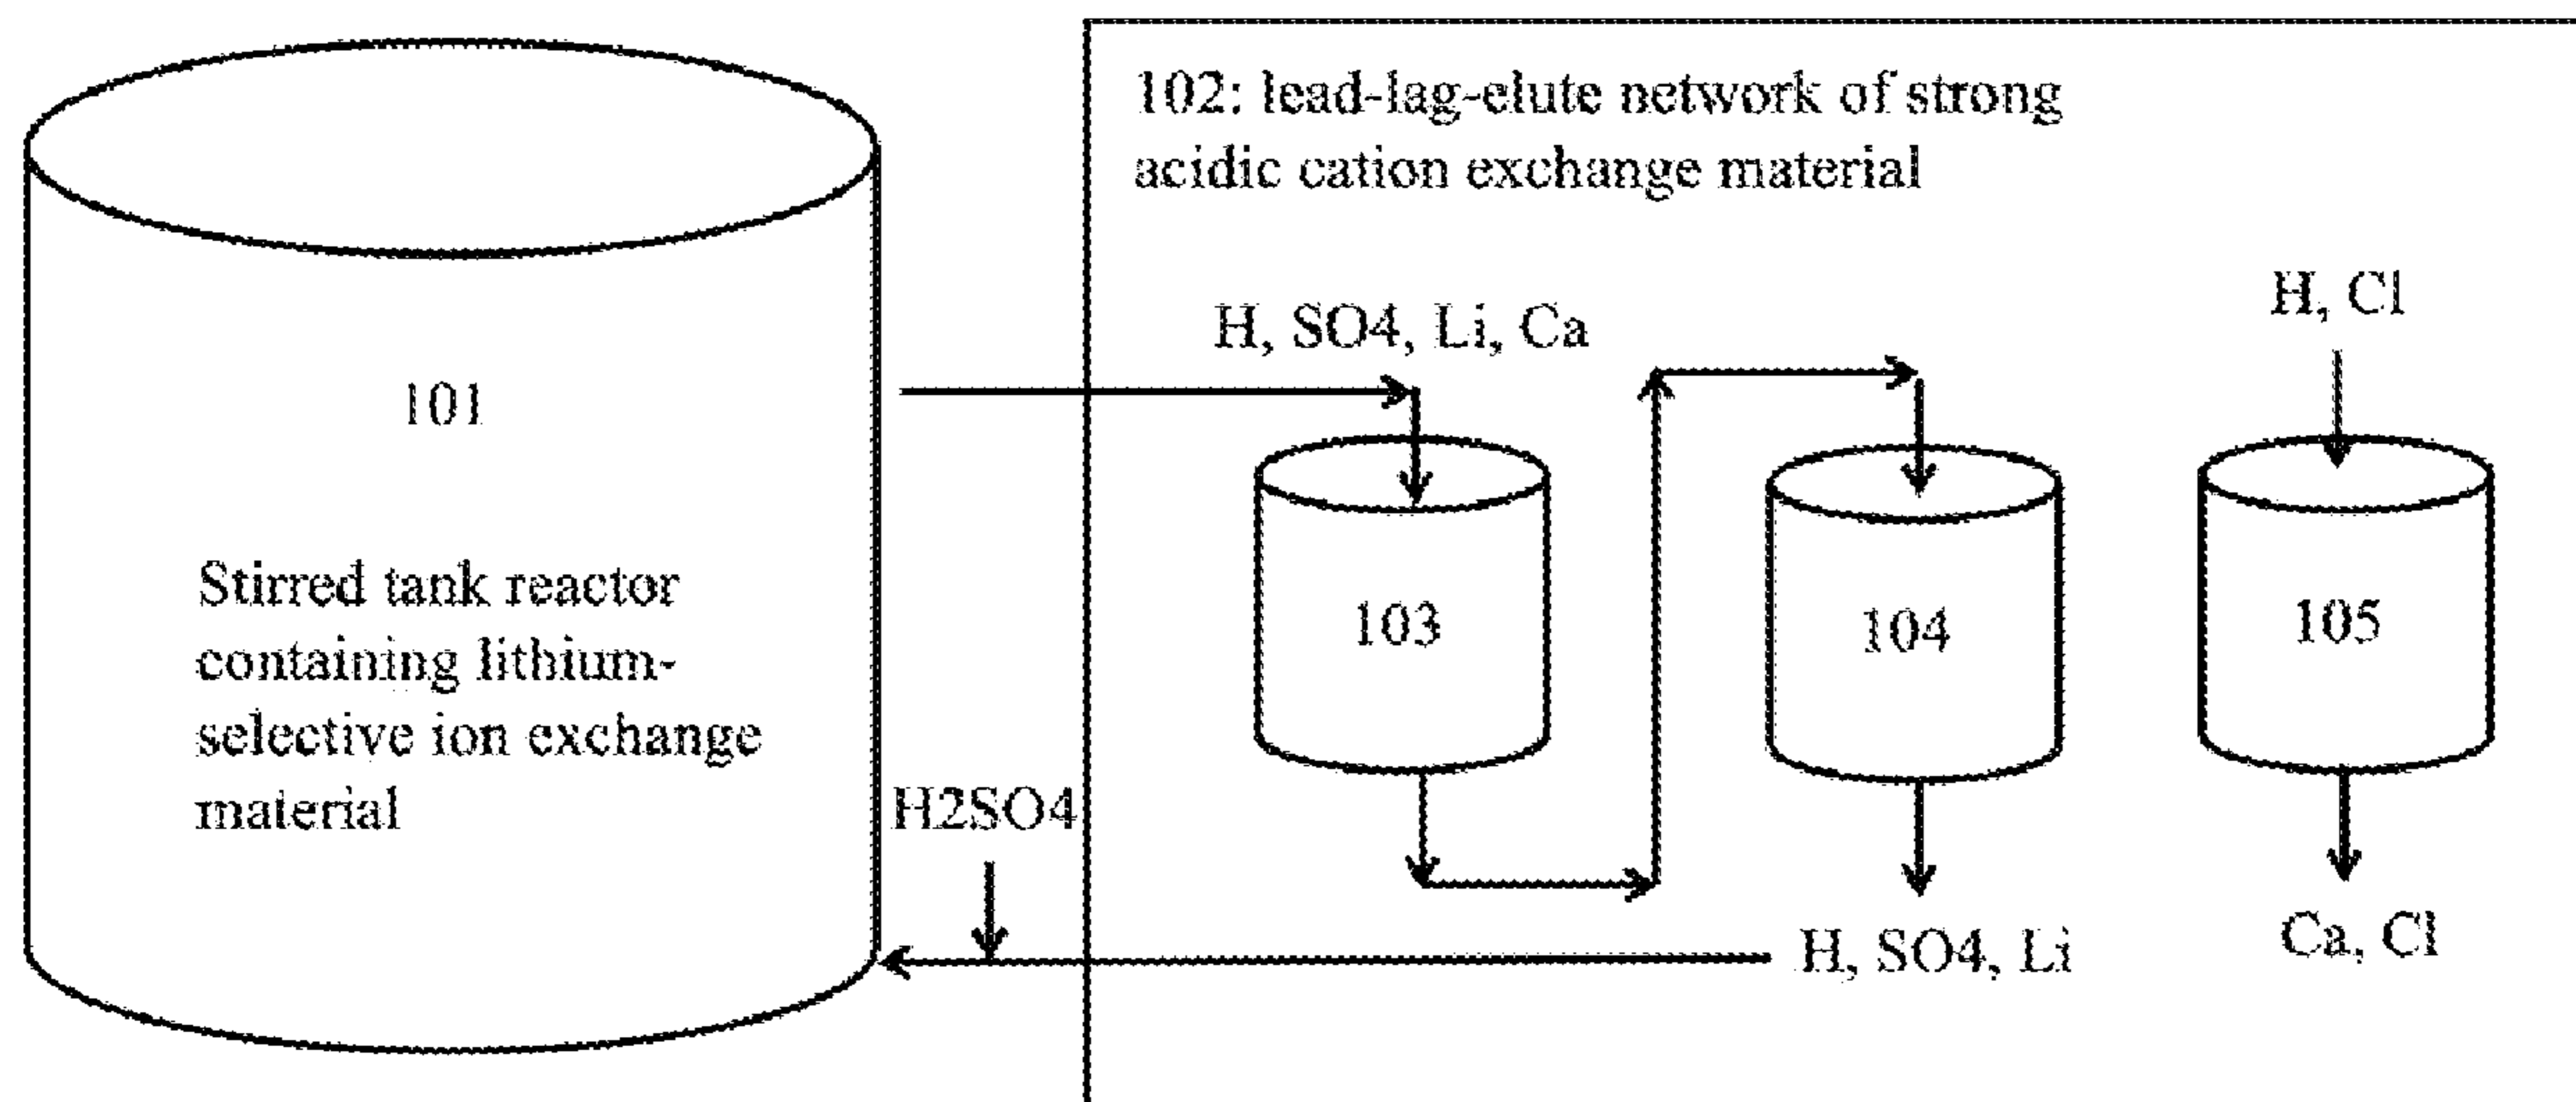 102: lead-lag-elute network of strong
acidic cation exchange material
H, Cl
H, SO4, Li, Ca
101
103
104
105
Stirred tank reactor
containing lithium-
selective ion exchange
material
H2SO4
H, SO4, Li
Ca, Cl